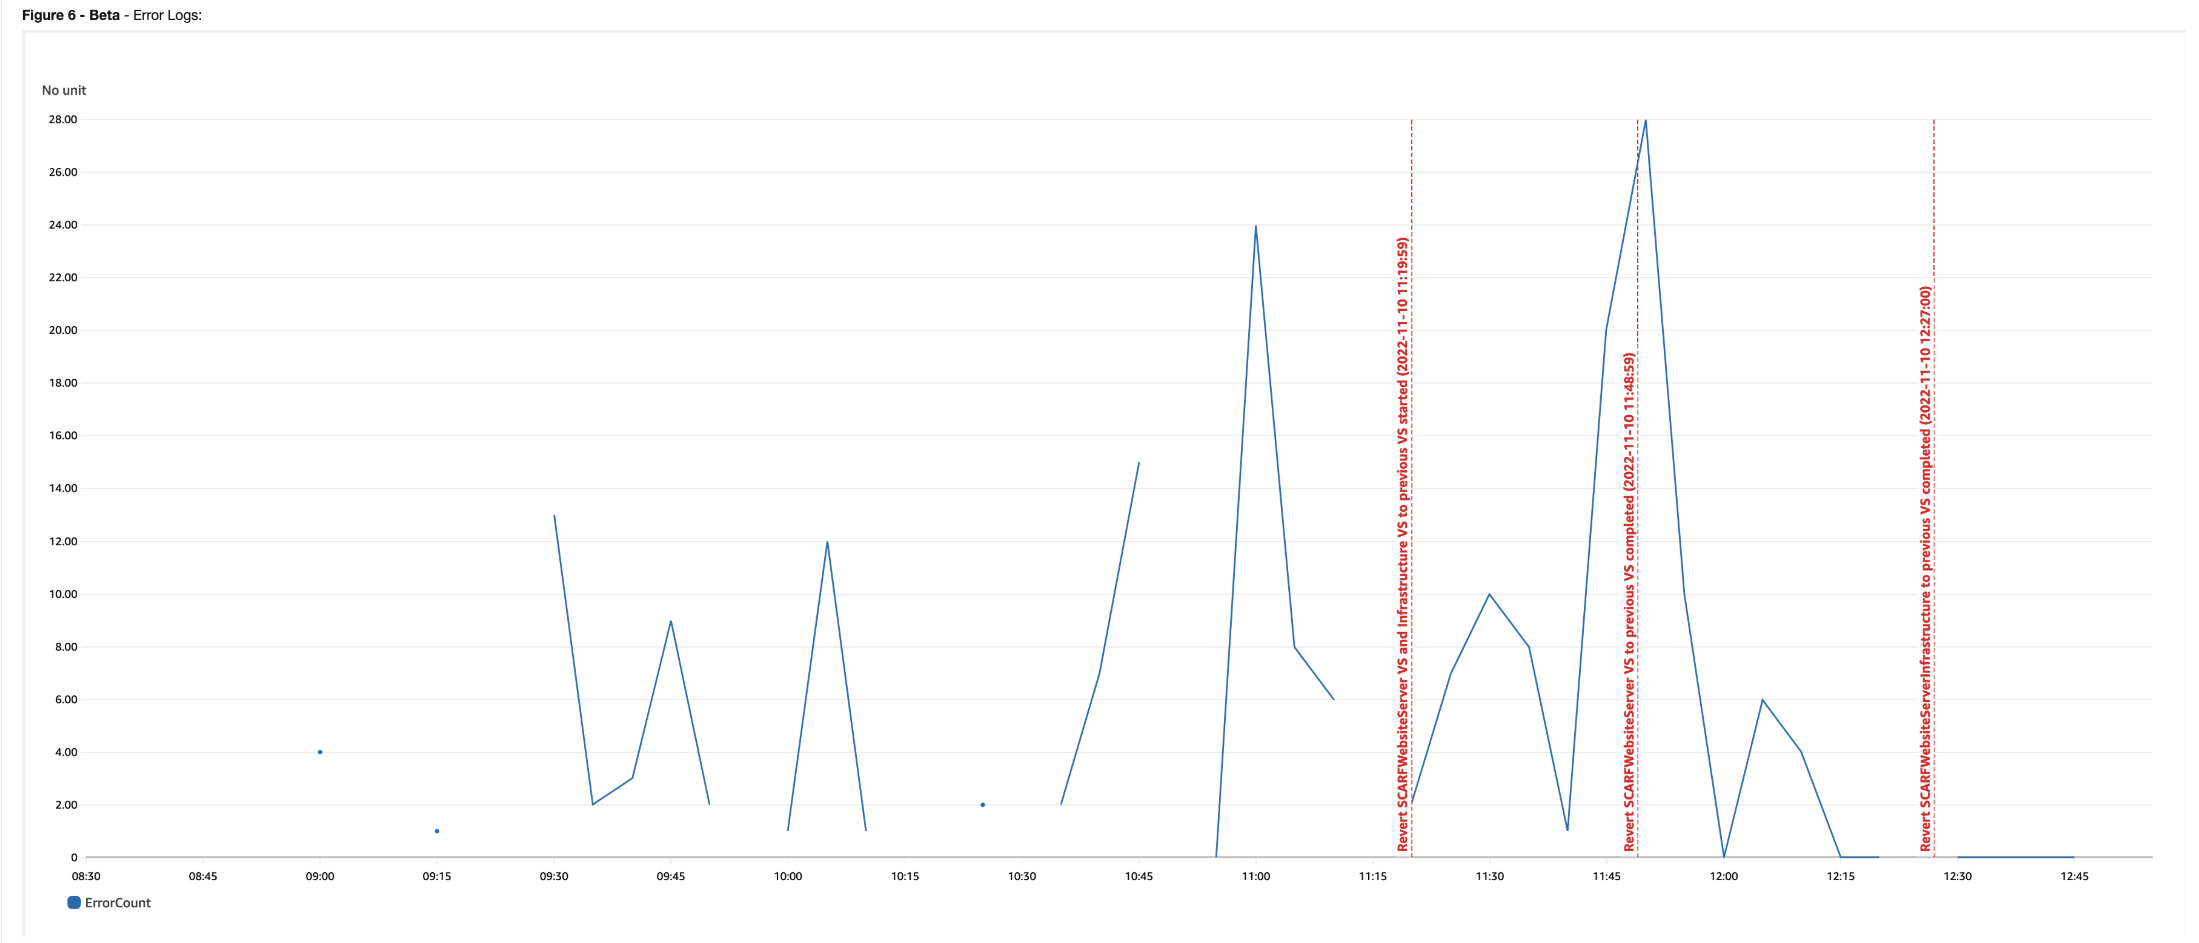 Figure 6 - Beta - Error Logs:
No unit
28.00
26.00
24.00
22.00
20.00
18.00
16.00
14.00
12.00
10.00
8.00
6.00
4.00
2.00
0
Revert SCARFWebsiteServer VS and Infrastructure VS to previous VS started (2022-11-10 11:19:59)
Revert SCARFWebsiteServer VS to previous VS completed (2022-11-10 11:48:59)
Revert SCARFWebsiteServerInfrastructure to previous VS completed (2022-11-10 12:27:00)
08:30 08:45 09:00 09:15 09:30 09:45 10:00 10:15 10:30 10:45 11:00 11:15 11:30 11:45 12:00 12:15 12:30 12:45
ErrorCount